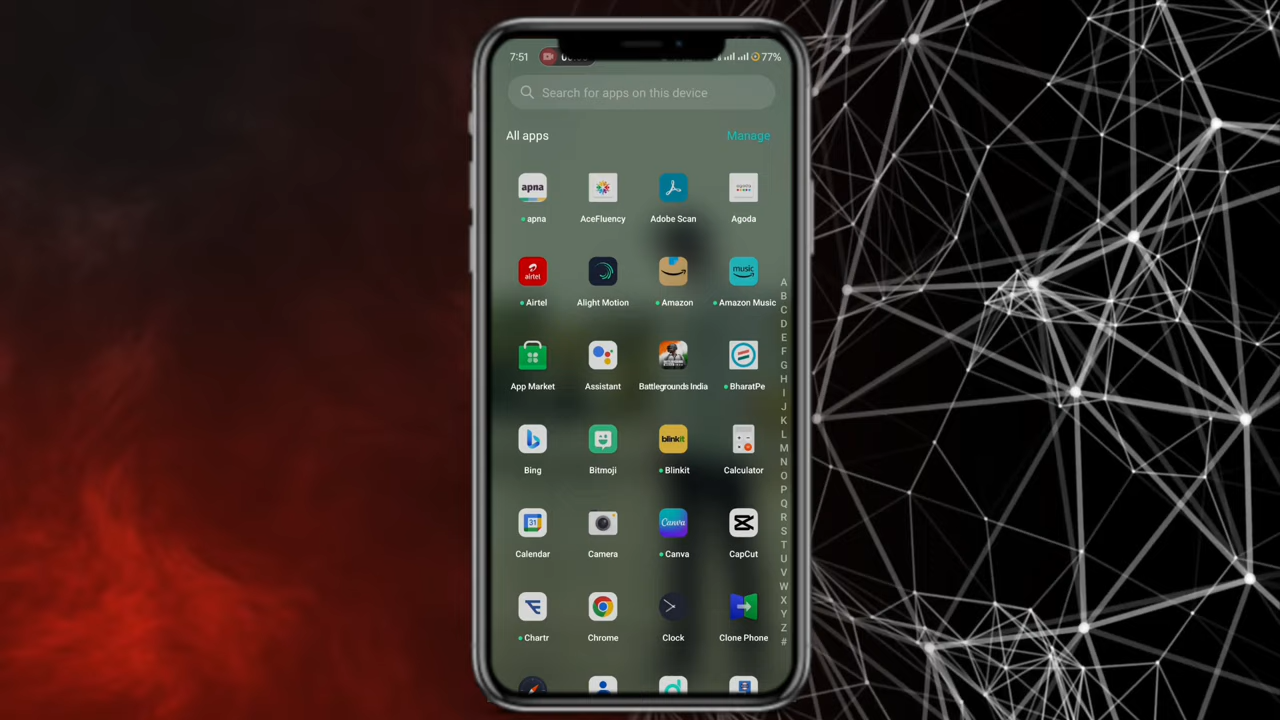 7:51
77%
Search for apps on this device
All apps
Manage
apna
airtel
music
blinkit
31
Canva
apna
AceFluency
Adobe Scan
Agoda
agoda
Airtel
Alight Motion
Amazon
Amazon Music
App Market
Assistant
Battlegrounds India
BharatPe
Bing
Bitmoji
Blinkit
Calculator
Calendar
Camera
Canva
CapCut
Chartr
Chrome
Clock
Clone Phone
A
B
C
D
E
F
G
H
I
J
K
L
M
N
O
P
Q
R
S
T
U
V
W
X
Y
Z
#